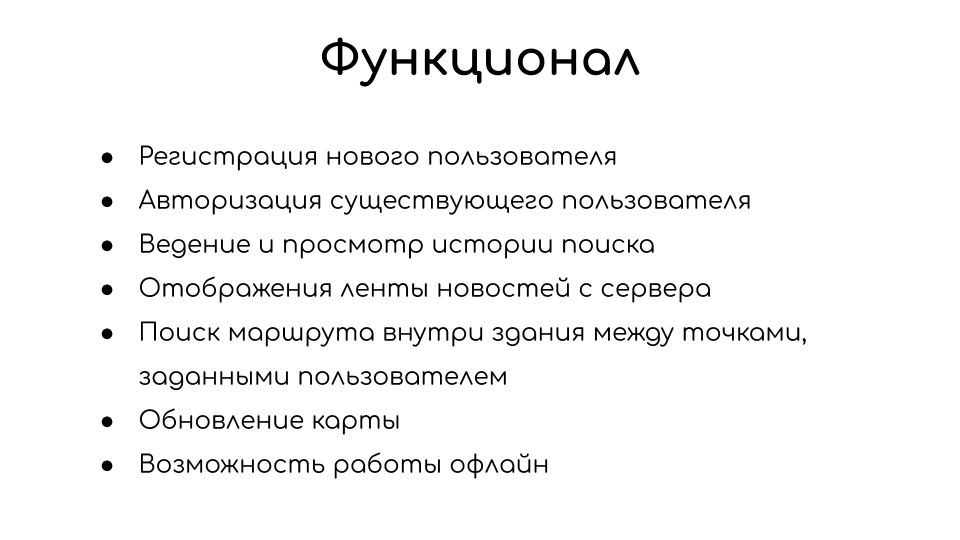 Функционал
● Регистрация нового пользователя
● Авторизация существующего пользователя
● Ведение и просмотр истории поиска
● Отображения ленты новостей с сервера
● Поиск маршрута внутри здания между точками,
заданными пользователем
● Обновление карты
● Возможность работы офлайн